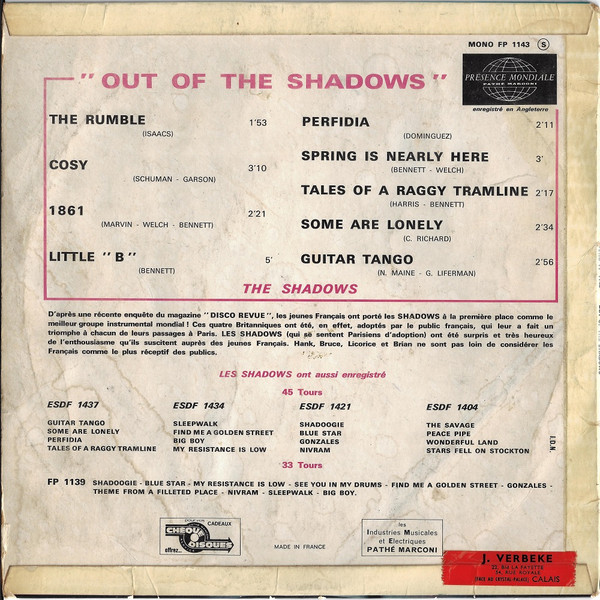 MONO FP 1143 S
PRÉSENCE MONDIALE
PATHÉ MARCONI
enregistré en Angleterre
"OUT OF THE SHADOWS"
THE RUMBLE 1'53
(ISAACS)
COSY 3'10
(SCHUMAN - GARSON)
1861 2'21
(MARVIN - WELCH - BENNETT)
LITTLE "B" 5'
(BENNETT)
PERFIDIA 2'11
(DOMINGUEZ)
SPRING IS NEARLY HERE 3'
(BENNETT - WELCH)
TALES OF A RAGGY TRAMLINE 2'17
(HARRIS - BENNETT)
SOME ARE LONELY 2'34
(C. RICHARD)
GUITAR TANGO 2'56
(N. MAINE - G. LIFERMAN)
THE SHADOWS
D'après une récente enquête du magazine "DISCO REVUE", les jeunes Français ont porté les SHADOWS à la première place comme le
meilleur groupe instrumental mondial ! Ces quatre Britanniques ont été, en effet, adoptés par le public français, qui leur a fait un
triomphe à chacun de leurs passages à Paris. LES SHADOWS (qui se sentent Parisiens d'adoption) ont été surpris et très heureux
de l'enthousiasme qu'ils suscitent auprès des jeunes Français. Hank, Bruce, Licorice et Brian ne sont pas loin de considérer les
Français comme le plus réceptif des publics.
LES SHADOWS ont aussi enregistré
45 Tours
ESDF 1437
GUITAR TANGO
SOME ARE LONELY
PERFIDIA
TALES OF A RAGGY TRAMLINE
ESDF 1434
SLEEPWALK
FIND ME A GOLDEN STREET
BIG BOY
MY RESISTANCE IS LOW
ESDF 1421
SHADOOGIE
BLUE STAR
GONZALES
NIVRAM
ESDF 1404
THE SAVAGE
PEACE PIPE
WONDERFUL LAND
STARS FELL ON STOCKTON
I.D.N.
33 Tours
FP 1139 SHADOOGIE - BLUE STAR - MY RESISTANCE IS LOW - SEE YOU IN MY DRUMS - FIND ME A GOLDEN STREET - GONZALES -
THEME FROM A FILLETED PLACE - NIVRAM - SLEEPWALK - BIG BOY.
CADEAUX
CHEQUE
DISQUES
offrez...
MADE IN FRANCE
les
Industries Musicales
et Electriques
PATHÉ MARCONI
J. VERBEKE
CALAIS